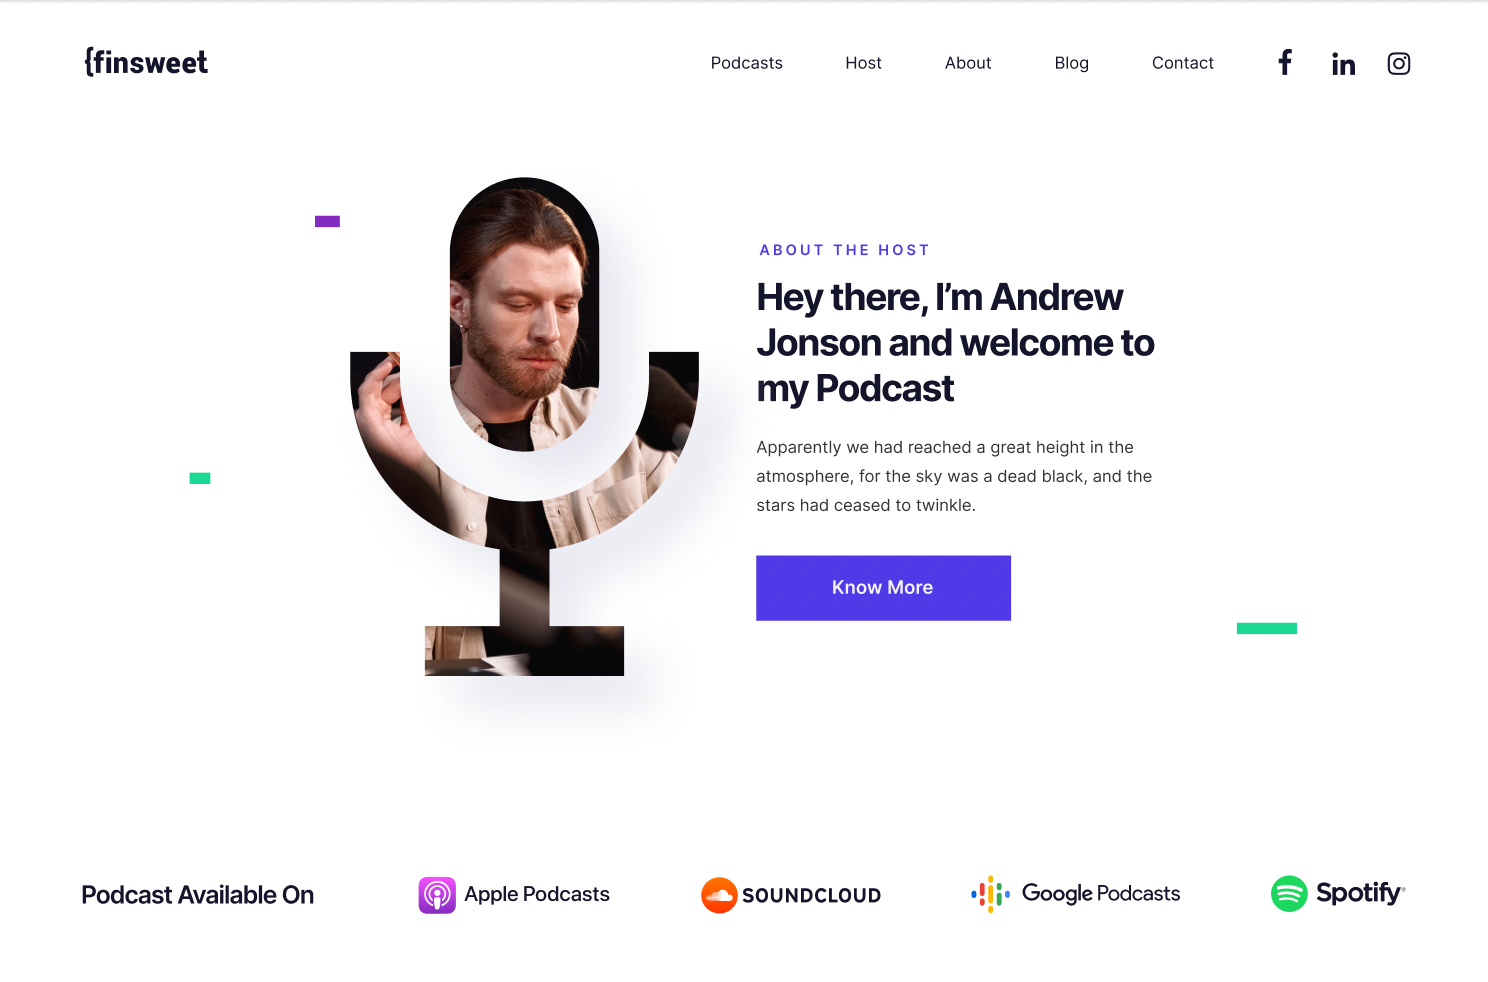 {finsweet
Podcasts
Host
About
Blog
Contact
ABOUT THE HOST
Hey there, I’m Andrew
Jonson and welcome to
my Podcast
Apparently we had reached a great height in the
atmosphere, for the sky was a dead black, and the
stars had ceased to twinkle.
Know More
Podcast Available On
Apple Podcasts
SOUNDCLOUD
Google Podcasts
Spotify®